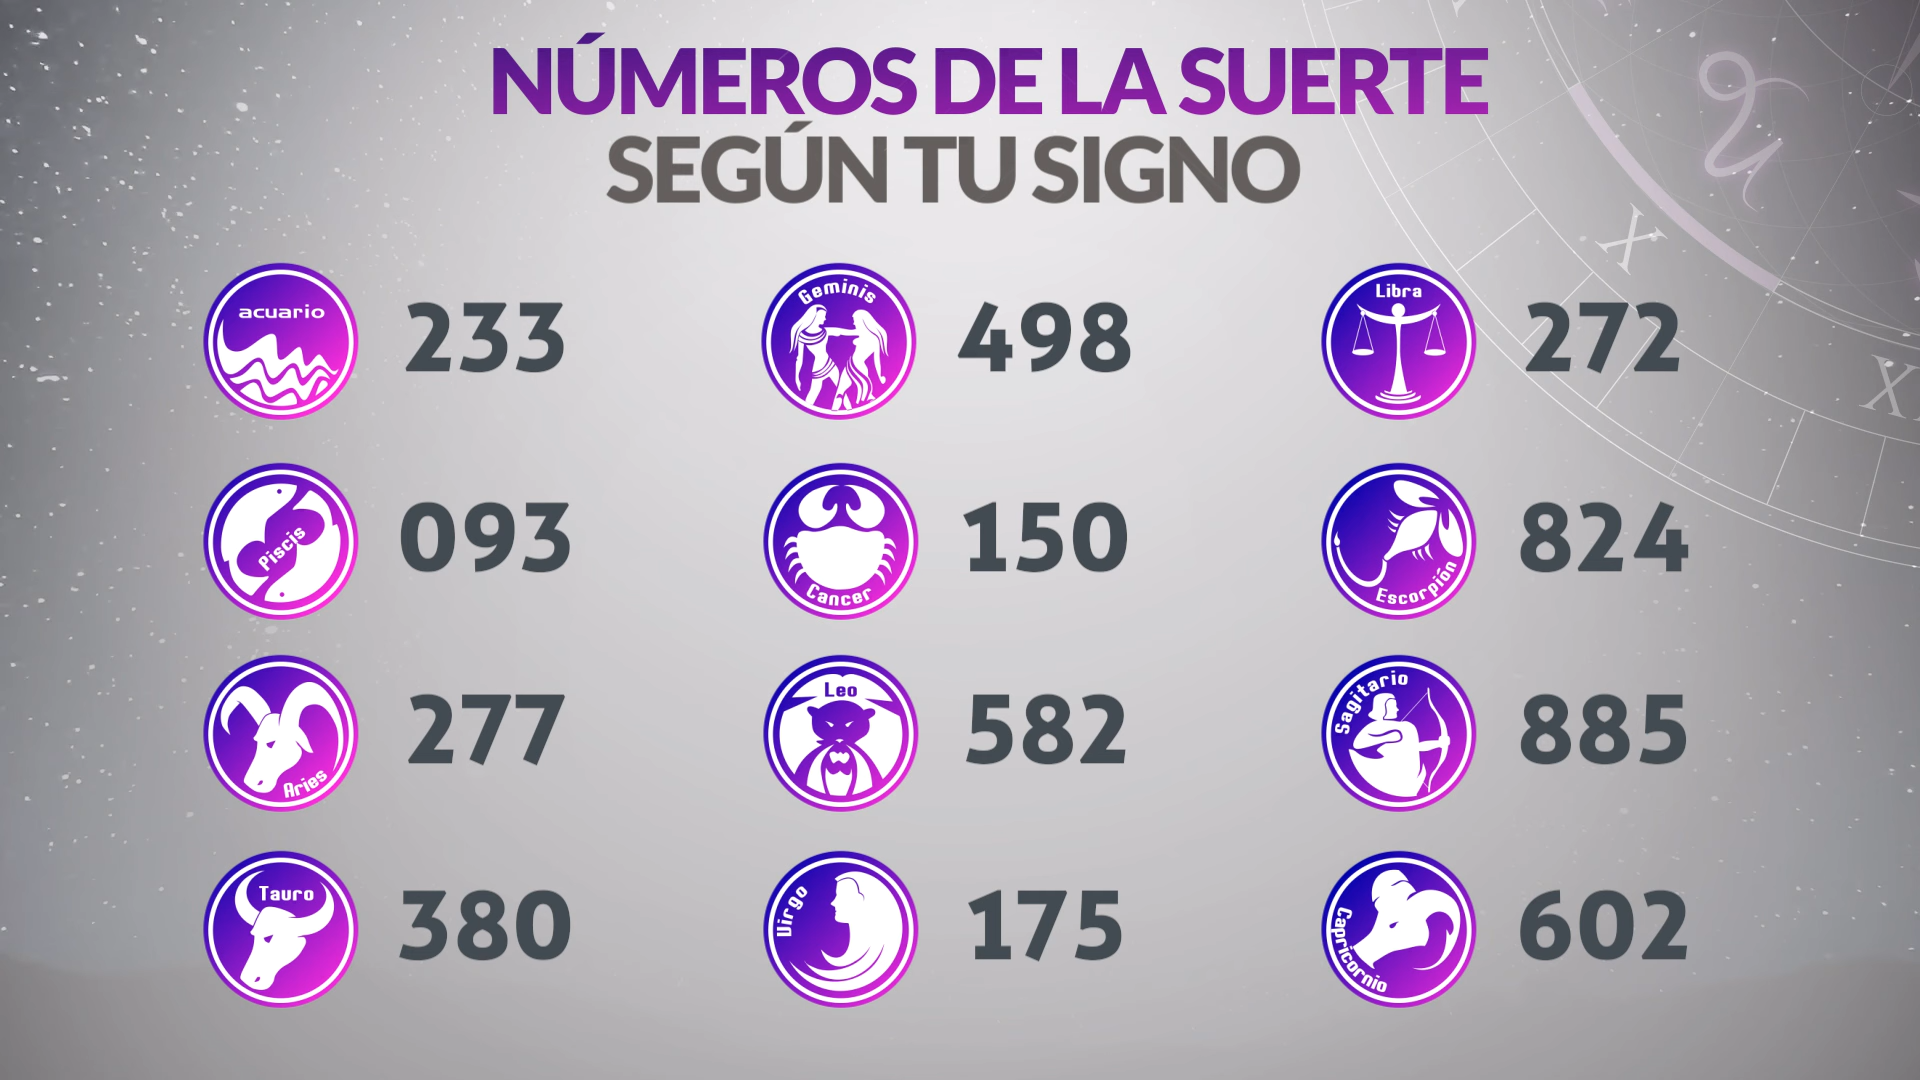 NÚMEROS DE LA SUERTE
SEGÚN TU SIGNO
acuario 233
Geminis 498
Libra 272
Piscis 093
Cancer 150
Escorpión 824
Aries 277
Leo 582
Sagitario 885
Tauro 380
Virgo 175
Capricornio 602
X
X